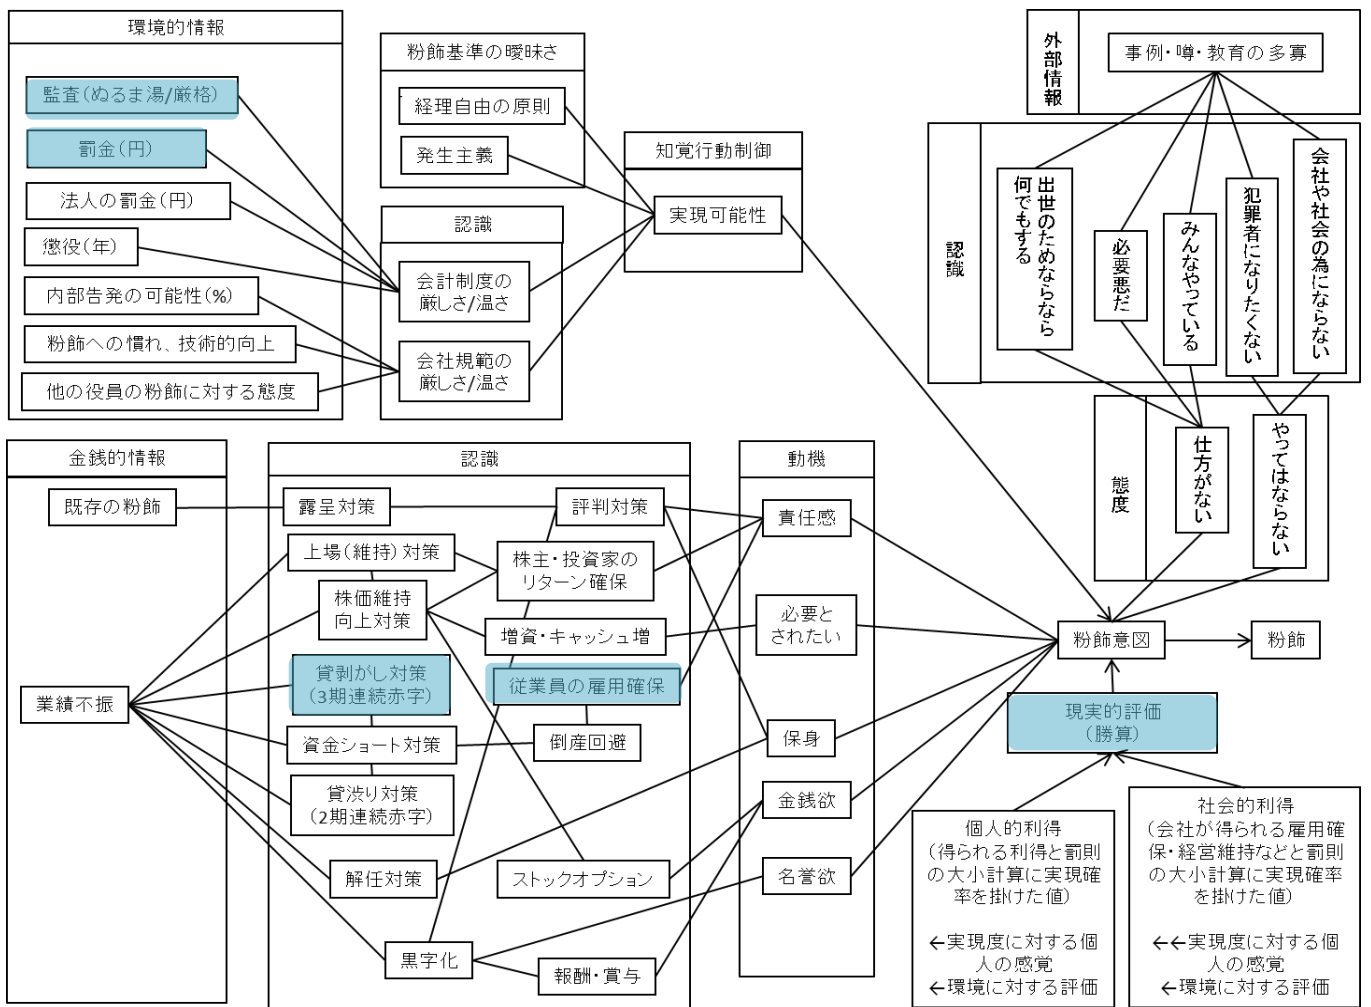 環境的情報
監査(ぬるま湯/厳格)
罰金(円)
法人の罰金(円)
懲役(年)
内部告発の可能性(%)
粉飾への慣れ、技術的向上
他の役員の粉飾に対する態度
粉飾基準の曖昧さ
経理自由の原則
発生主義
認識
会計制度の
厳しさ/温さ
会社規範の
厳しさ/温さ
知覚行動制御
実現可能性
外部情報
事例・噂・教育の多寡
認識
出世のためならなら
何でもする
必要悪だ
みんなやっている
犯罪者になりたくない
会社や社会の為にならない
態度
仕方がない
やってはならない
金銭的情報
既存の粉飾
業績不振
認識
露呈対策
評判対策
上場(維持)対策
株主・投資家の
リターン確保
株価維持
向上対策
増資・キャッシュ増
貸剥がし対策
(3期連続赤字)
従業員の雇用確保
資金ショート対策
倒産回避
貸渋り対策
(2期連続赤字)
解任対策
ストックオプション
黒字化
報酬・賞与
動機
責任感
必要と
されたい
保身
金銭欲
名誉欲
粉飾意図
粉飾
現実的評価
(勝算)
個人的利得
(得られる利得と罰則
の大小計算に実現確
率を掛けた値)
←実現度に対する個
人の感覚
←環境に対する評価
社会的利得
(会社が得られる雇用確
保・経営維持などと罰則
の大小計算に実現確率
を掛けた値)
←←実現度に対する個
人の感覚
←環境に対する評価